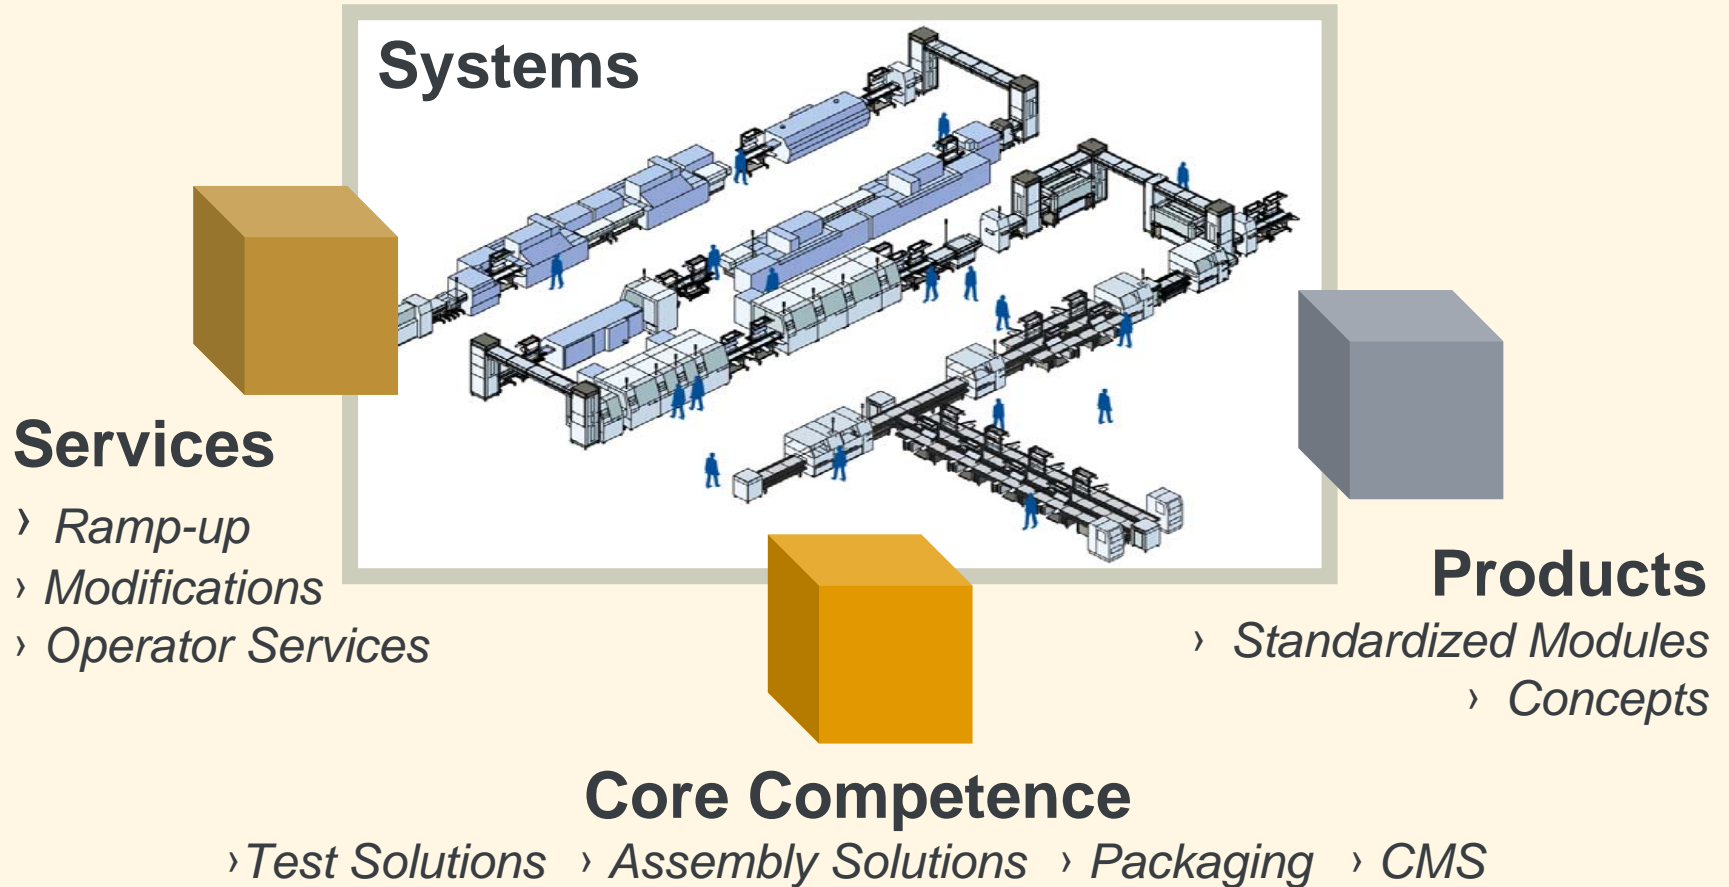 Systems
Services
› Ramp-up
› Modifications
› Operator Services
Products
› Standardized Modules
› Concepts
Core Competence
›Test Solutions › Assembly Solutions › Packaging › CMS